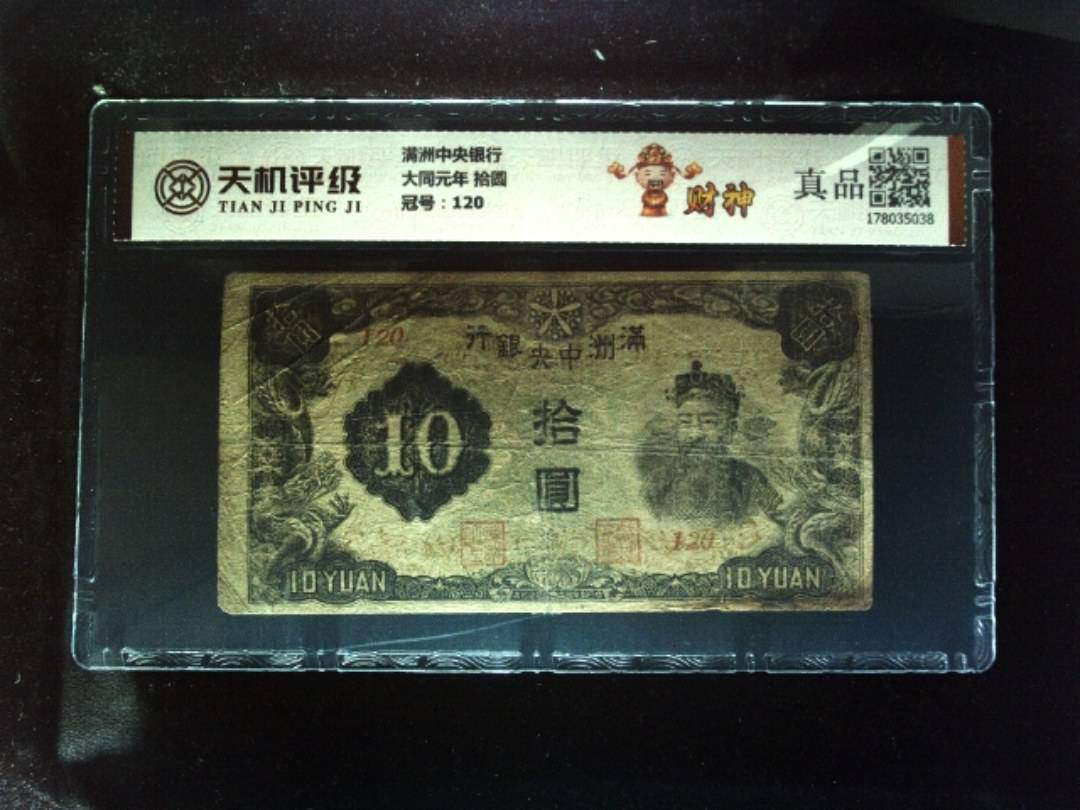 天机评级
TIAN JI PING JI
满洲中央银行
大同元年 拾圆
冠号：120
财神
真品
178035038
拾
拾
120
行銀央中洲滿
10
拾
圓
120
10 YUAN
10 YUAN